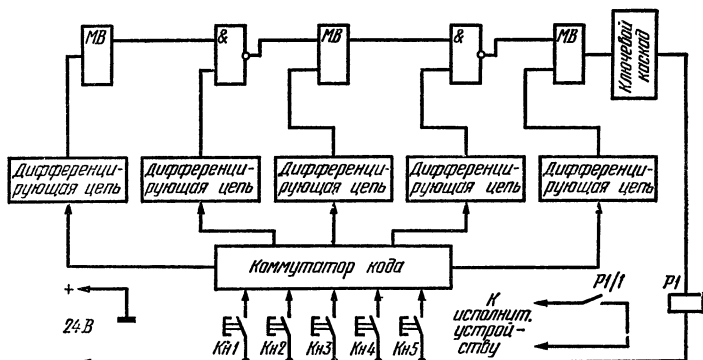 МВ
&
МВ
&
МВ
Ключевой
каскад
Дифференци-
рующая цепь
Дифференци-
рующая цепь
Дифференци-
рующая цепь
Дифференци-
рующая цепь
Дифференци-
рующая цепь
Коммутатор кода
+
24В
Кн1
Кн2
Кн3
Кн4
Кн5
К
исполнит.
устрой-
ству
Р1/1
Р1